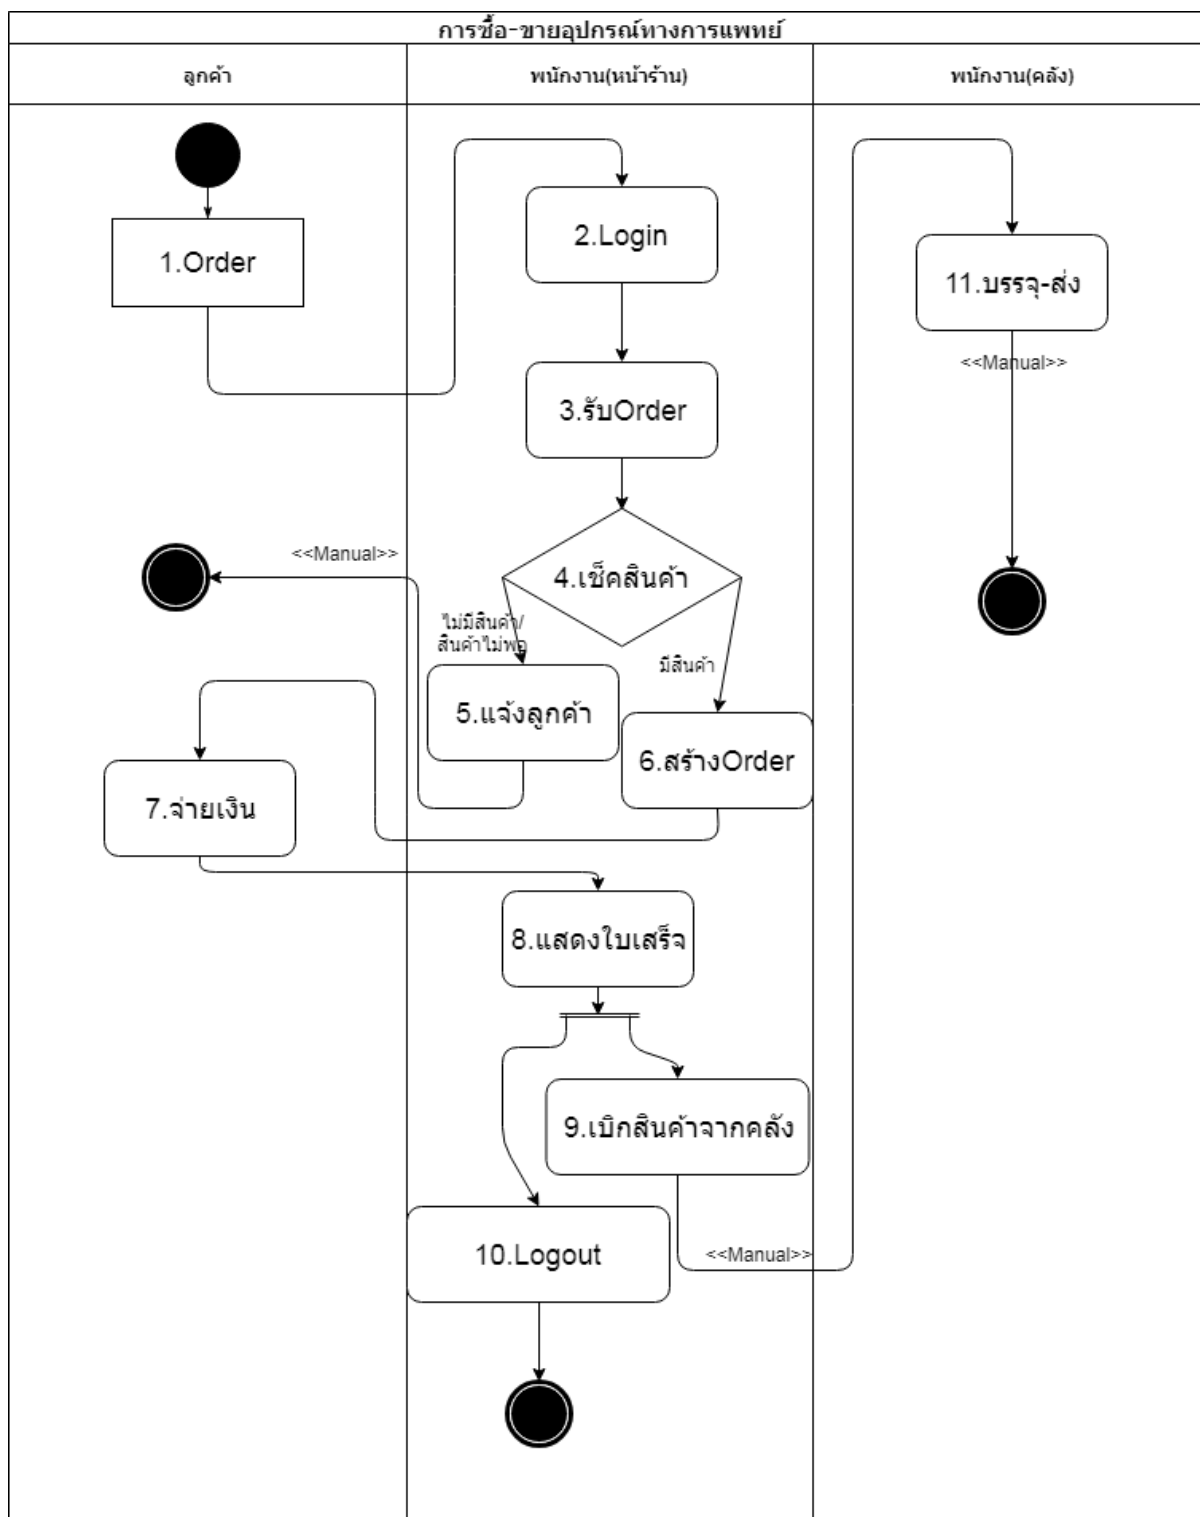 การซื้อ-ขายอุปกรณ์ทางการแพทย์
ลูกค้า
พนักงาน(หน้าร้าน)
พนักงาน(คลัง)
1.Order
2.Login
11.บรรจุ-ส่ง
<<Manual>>
3.รับOrder
<<Manual>>
4.เช็คสินค้า
ไม่มีสินค้า/
สินค้าไม่พอ
มีสินค้า
5.แจ้งลูกค้า
6.สร้างOrder
7.จ่ายเงิน
8.แสดงใบเสร็จ
9.เบิกสินค้าจากคลัง
10.Logout
<<Manual>>